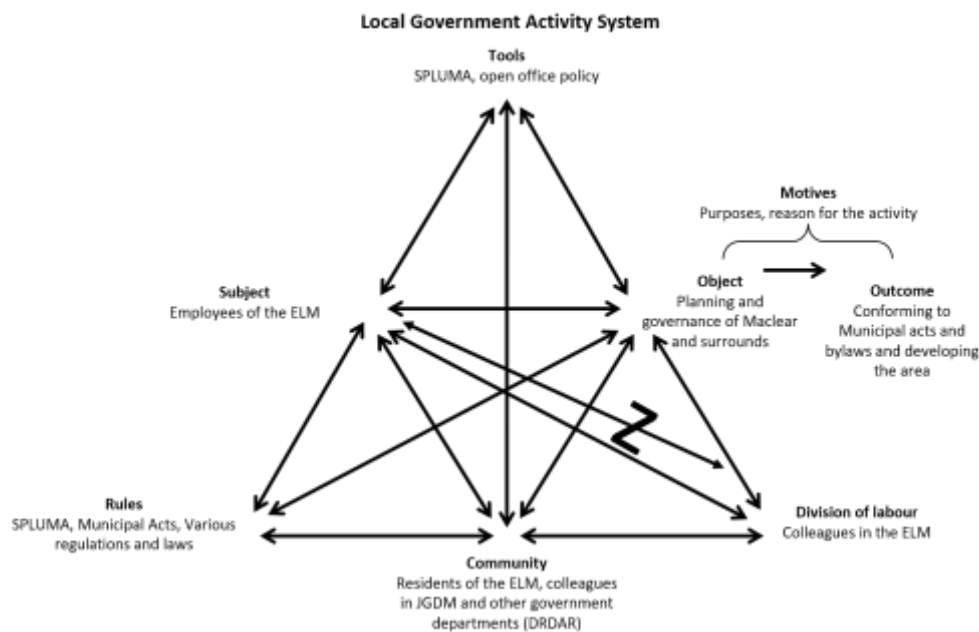 Local Government Activity System
Tools
SPLUMA, open office policy
Motives
Purposes, reason for the activity
Subject
Employees of the ELM
Object
Planning and
governance of Maclear
and surrounds
Outcome
Conforming to
Municipal acts and
bylaws and developing
the area
Rules
SPLUMA, Municipal Acts, Various
regulations and laws
Division of labour
Colleagues in the ELM
Community
Residents of the ELM, colleagues
in JGDM and other government
departments (DRDAR)